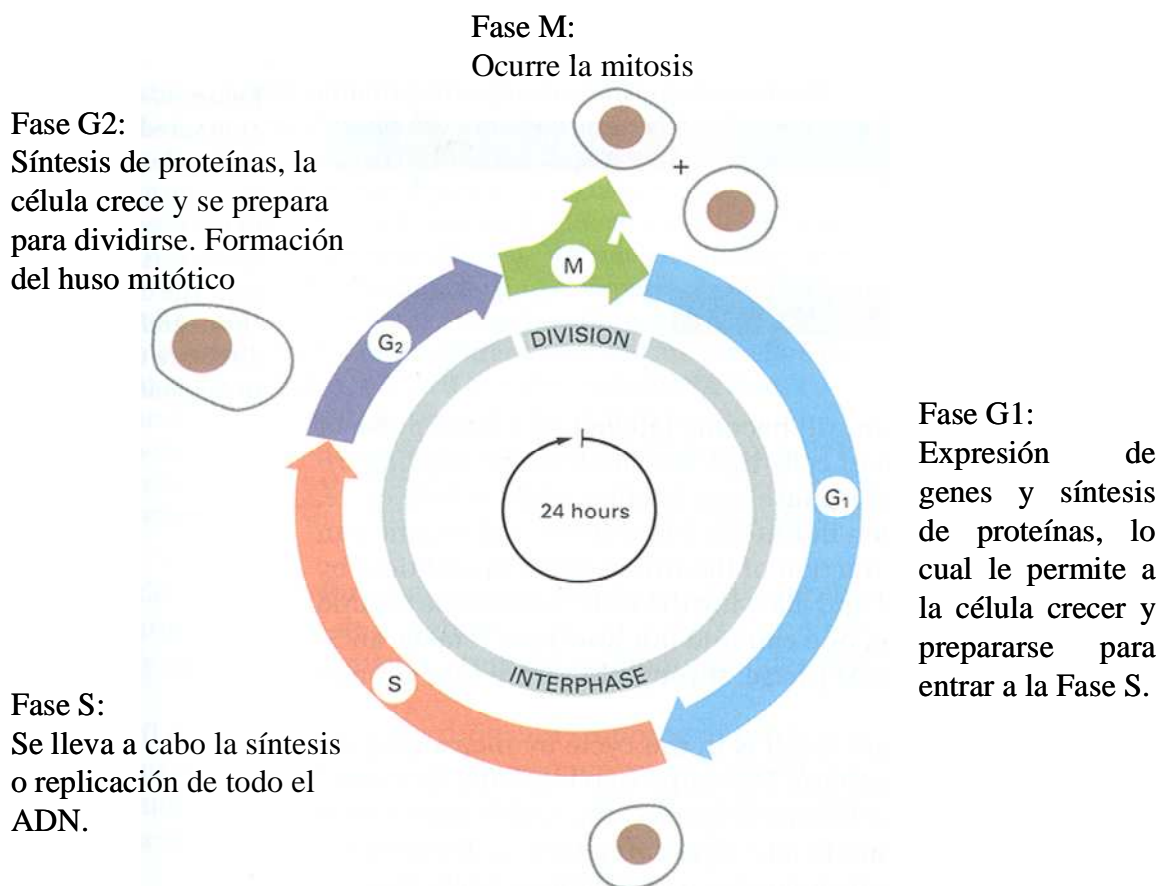 Fase M:
Ocurre la mitosis
Fase G2:
Síntesis de proteínas, la
célula crece y se prepara
para dividirse. Formación
del huso mitótico
+
M
G₂
DIVISION
Fase G1:
Expresión de
genes y síntesis
de proteínas, lo
cual le permite a
la célula crecer y
prepararse para
entrar a la Fase S.
G₁
24 hours
INTERPHASE
S
Fase S:
Se lleva a cabo la síntesis
o replicación de todo el
ADN.